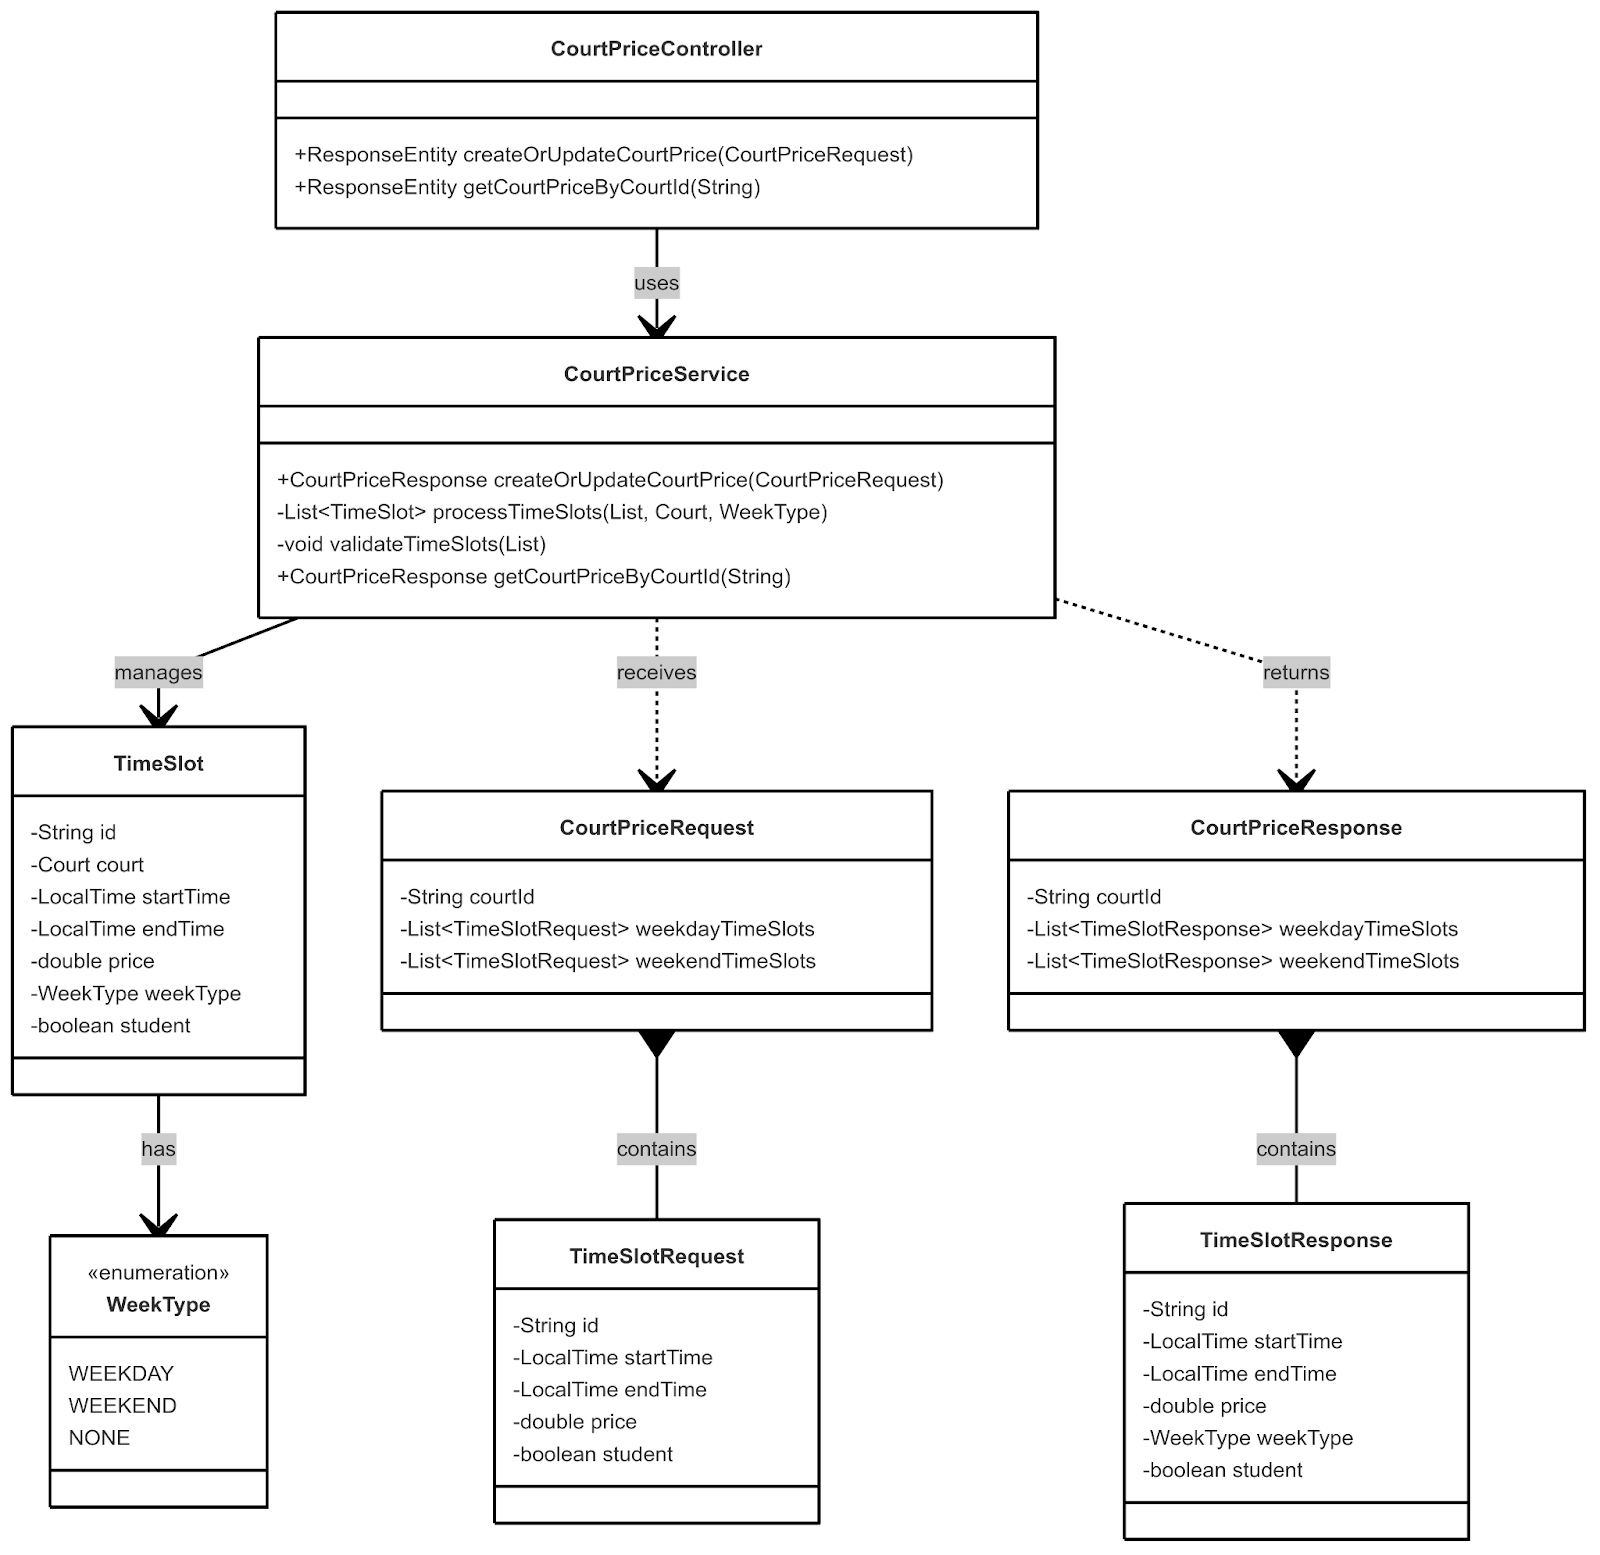 CourtPriceController
+ResponseEntity createOrUpdateCourtPrice(CourtPriceRequest)
+ResponseEntity getCourtPriceByCourtId(String)
uses
CourtPriceService
+CourtPriceResponse createOrUpdateCourtPrice(CourtPriceRequest)
-List<TimeSlot> processTimeSlots(List, Court, WeekType)
-void validateTimeSlots(List)
+CourtPriceResponse getCourtPriceByCourtId(String)
manages
receives
returns
TimeSlot
-String id
-Court court
-LocalTime startTime
-LocalTime endTime
-double price
-WeekType weekType
-boolean student
CourtPriceRequest
-String courtId
-List<TimeSlotRequest> weekdayTimeSlots
-List<TimeSlotRequest> weekendTimeSlots
CourtPriceResponse
-String courtId
-List<TimeSlotResponse> weekdayTimeSlots
-List<TimeSlotResponse> weekendTimeSlots
has
contains
contains
«enumeration»
WeekType
WEEKDAY
WEEKEND
NONE
TimeSlotRequest
-String id
-LocalTime startTime
-LocalTime endTime
-double price
-boolean student
TimeSlotResponse
-String id
-LocalTime startTime
-LocalTime endTime
-double price
-WeekType weekType
-boolean student